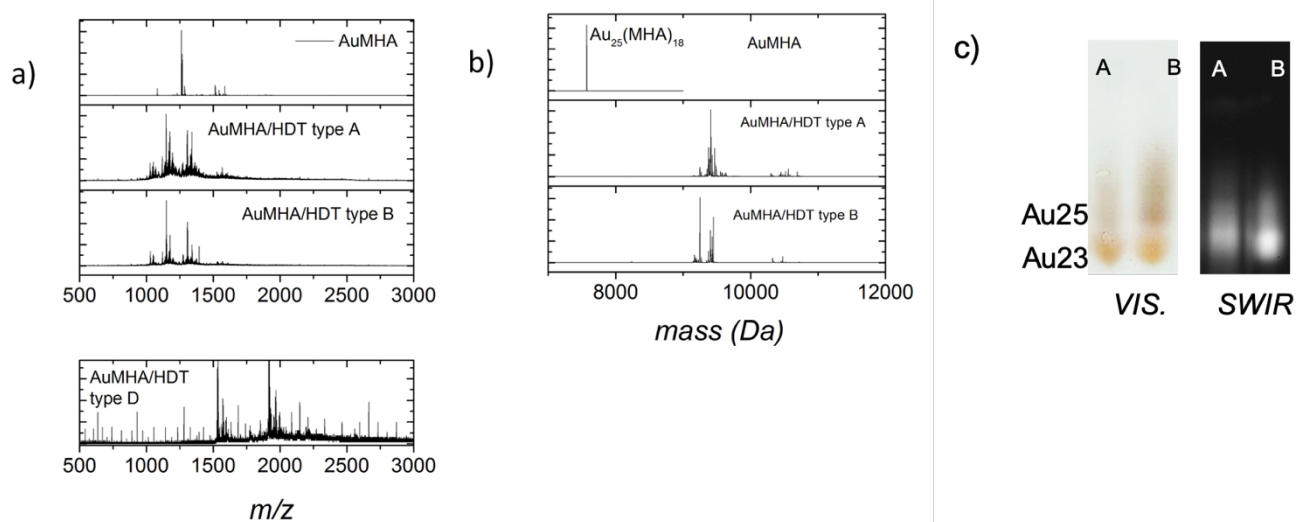 a)
AuMHA
AuMHA/HDT type A
AuMHA/HDT type B
500 1000 1500 2000 2500 3000
AuMHA/HDT
type D
500 1000 1500 2000 2500 3000
m/z
b)
Au25(MHA)18
AuMHA
AuMHA/HDT type A
AuMHA/HDT type B
8000 10000 12000
mass (Da)
c)
A B
A B
Au25
Au23
VIS. SWIR